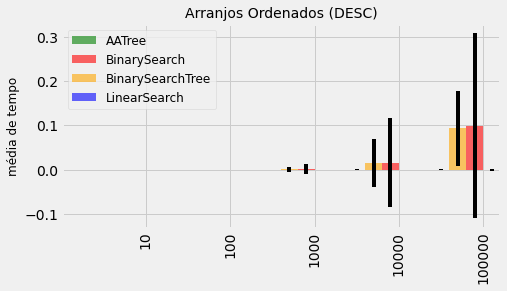 Arranjos Ordenados (DESC)
média de tempo
0.3
0.2
0.1
0.0
−0.1
AATree
BinarySearch
BinarySearchTree
LinearSearch
10
100
1000
10000
100000